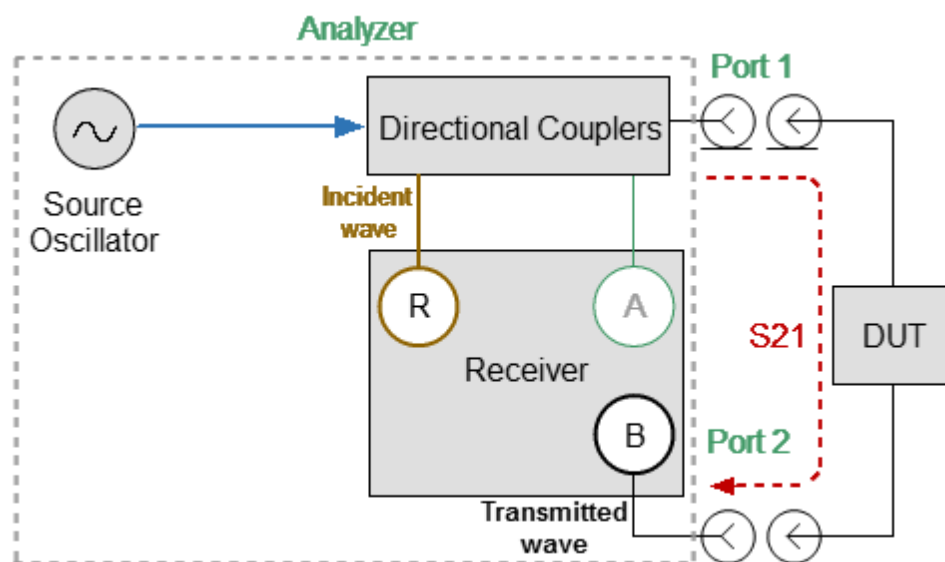 Analyzer
Port 1
Directional Couplers
Source
Oscillator
Incident
wave
R
A
S21
DUT
Receiver
B
Port 2
Transmitted
wave